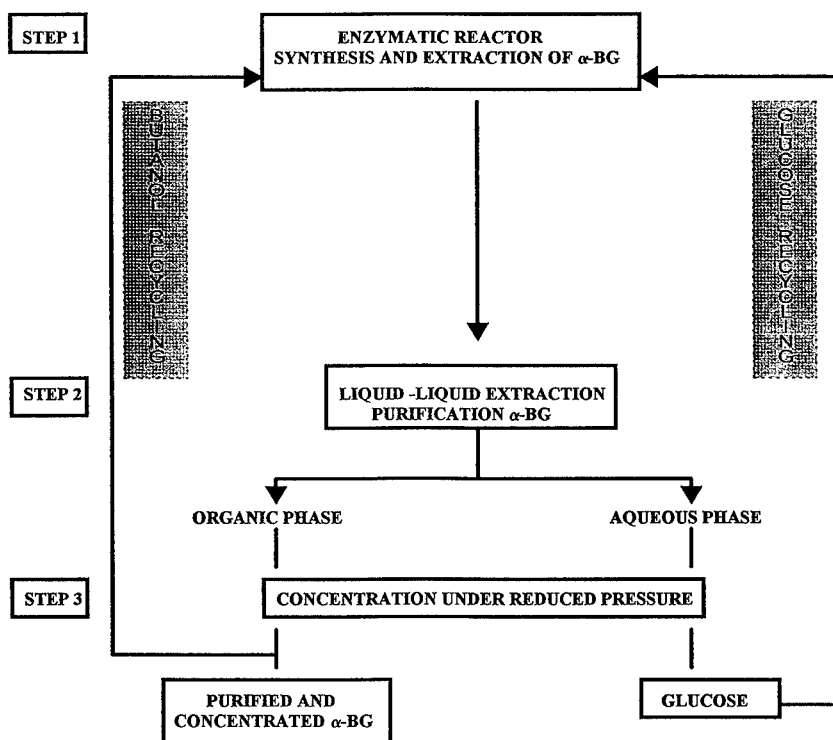 STEP 1
ENZYMATIC REACTOR
SYNTHESIS AND EXTRACTION OF α-BG
BUTANOL RECYCLING
GLUCOSE RECYCLING
STEP 2
LIQUID -LIQUID EXTRACTION
PURIFICATION α-BG
ORGANIC PHASE
AQUEOUS PHASE
STEP 3
CONCENTRATION UNDER REDUCED PRESSURE
PURIFIED AND
CONCENTRATED α-BG
GLUCOSE